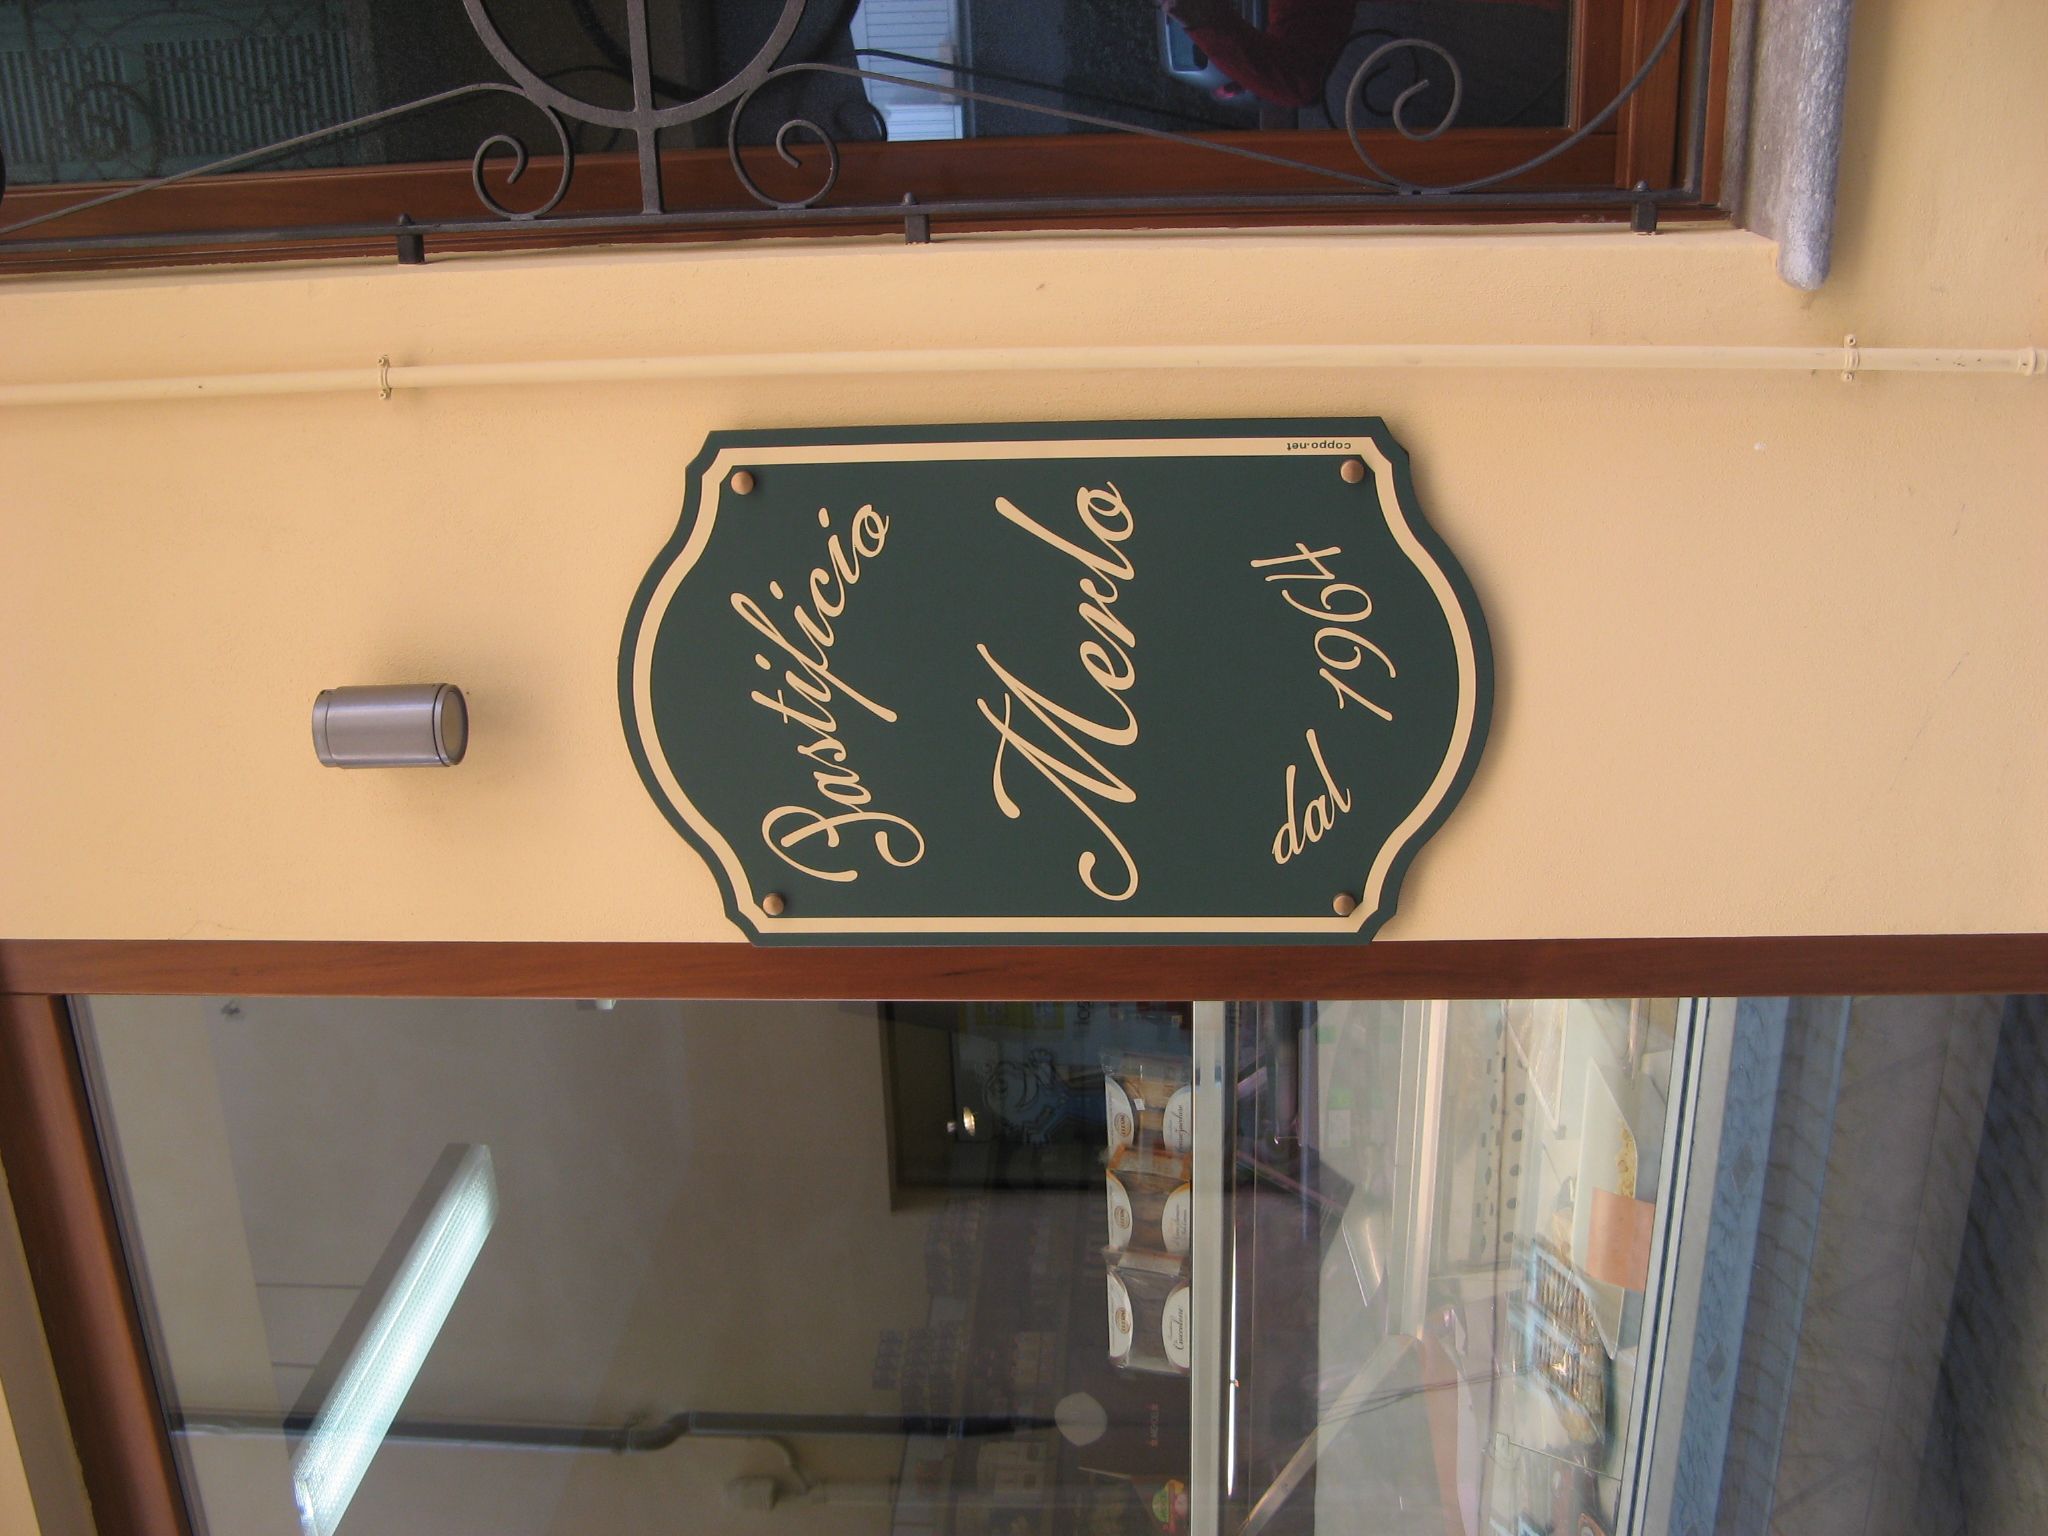 Pastificio
Merlo
dal 1964
coppo.net